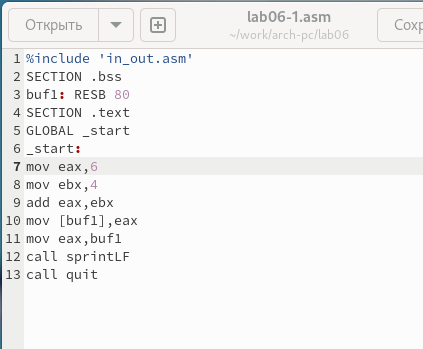 Открыть
lab06-1.asm
~/work/arch-pc/lab06
Сохр
1 %include 'in_out.asm'
2 SECTION .bss
3 buf1: RESB 80
4 SECTION .text
5 GLOBAL _start
6 _start:
7 mov eax,6
8 mov ebx,4
9 add eax,ebx
10 mov [buf1],eax
11 mov eax,buf1
12 call sprintLF
13 call quit